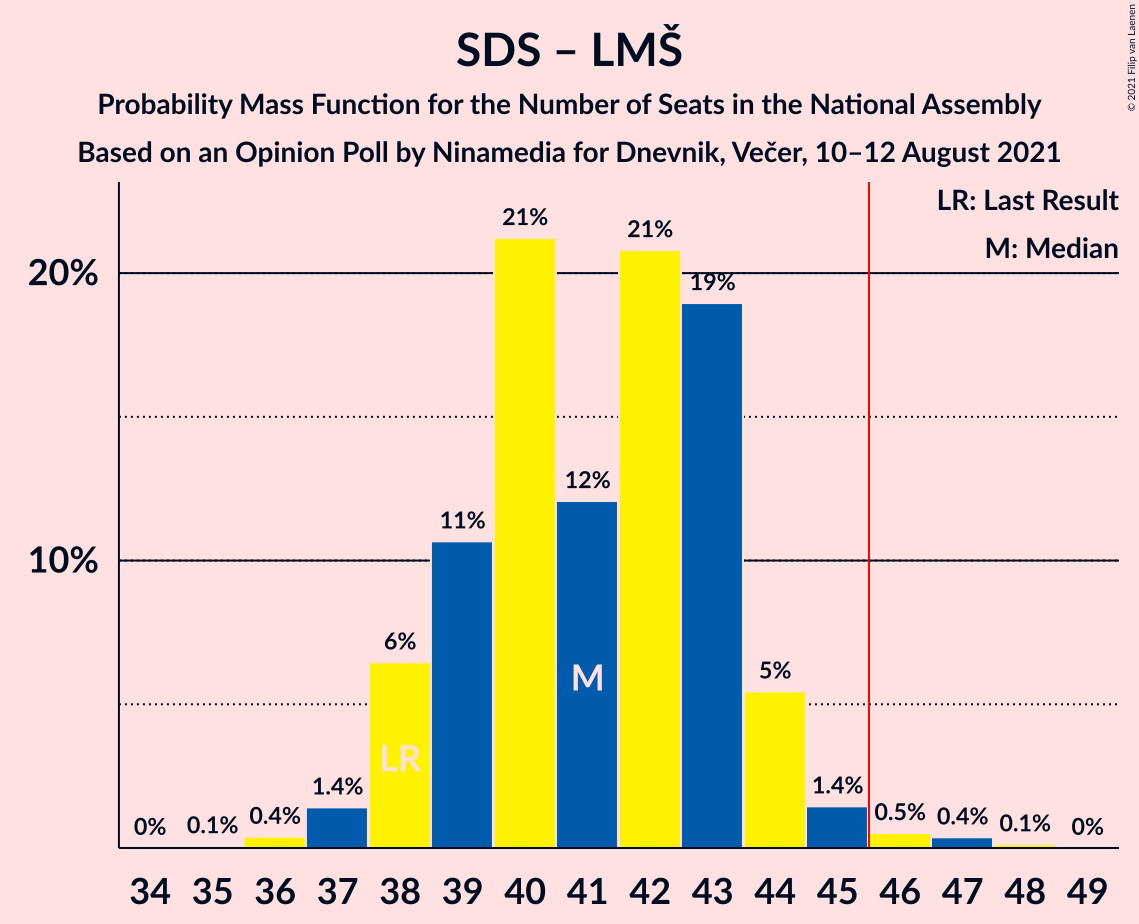 SDS – LMŠ
Probability Mass Function for the Number of Seats in the National Assembly
Based on an Opinion Poll by Ninamedia for Dnevnik, Večer, 10–12 August 2021
© 2021 Filip van Laenen
LR: Last Result
M: Median
20%
10%
0%
0.1%
0.4%
1.4%
6%
11%
21%
12%
21%
19%
5%
1.4%
0.5%
0.4%
0.1%
0%
LR
M
34 35 36 37 38 39 40 41 42 43 44 45 46 47 48 49